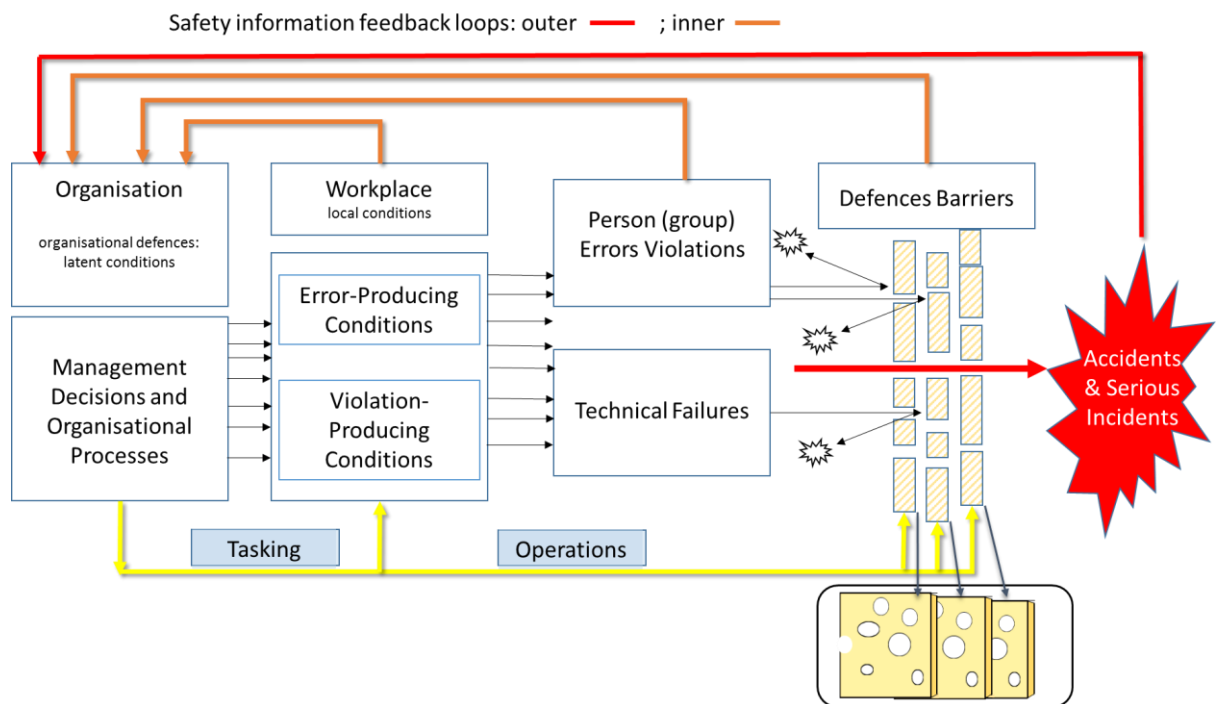 Safety information feedback loops: outer ; inner
Organisation
organisational defences:
latent conditions
Workplace
local conditions
Person (group)
Errors Violations
Defences Barriers
Management
Decisions and
Organisational
Processes
Error-Producing
Conditions
Violation-
Producing
Conditions
Technical Failures
Accidents
& Serious
Incidents
Tasking
Operations